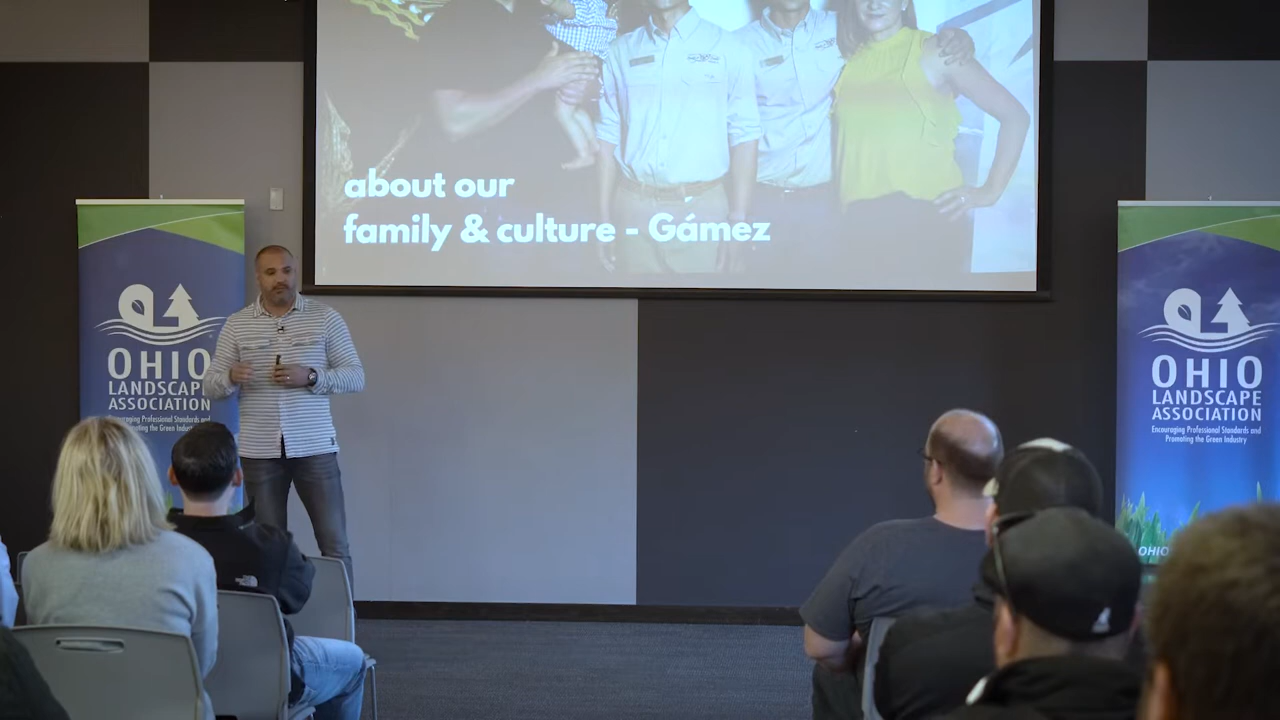 about our
family & culture - Gámez
OHIO
LANDSCAPE
ASSOCIATION
Encouraging Professional Standards and
Promoting the Green Industry
OHIO
LANDSCAPE
ASSOCIATION
Encouraging Professional Standards and
Promoting the Green Industry
OHIO